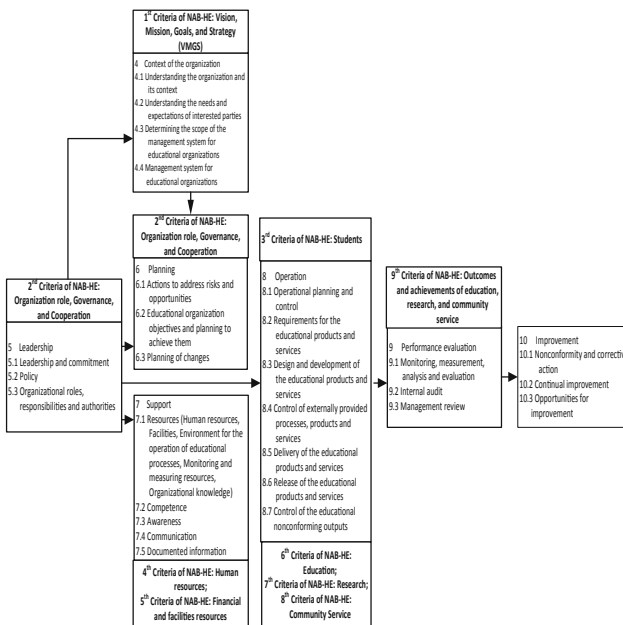 1st Criteria of NAB-HE: Vision,
Mission, Goals, and Strategy
(VMGS)
4 Context of the organization
4.1 Understanding the organization and
its context
4.2 Understanding the needs and
expectations of interested parties
4.3 Determining the scope of the
management system for
educational organizations
4.4 Management system for
educational organizations
2nd Criteria of NAB-HE:
Organization role, Governance,
and Cooperation
5 Leadership
5.1 Leadership and commitment
5.2 Policy
5.3 Organizational roles,
responsibilities and authorities
2nd Criteria of NAB-HE:
Organization role, Governance,
and Cooperation
6 Planning
6.1 Actions to address risks and
opportunities
6.2 Educational organization
objectives and planning to
achieve them
6.3 Planning of changes
7 Support
7.1 Resources (Human resources,
Facilities, Environment for the
operation of educational
processes, Monitoring and
measuring resources,
Organizational knowledge)
7.2 Competence
7.3 Awareness
7.4 Communication
7.5 Documented information
4th Criteria of NAB-HE: Human
resources;
5th Criteria of NAB-HE: Financial
and facilities resources
3rd Criteria of NAB-HE: Students
8 Operation
8.1 Operational planning and
control
8.2 Requirements for the
educational products and
services
8.3 Design and development of
the educational products and
services
8.4 Control of externally provided
processes, products and
services
8.5 Delivery of the educational
products and services
8.6 Release of the educational
products and services
8.7 Control of the educational
nonconforming outputs
6th Criteria of NAB-HE:
Education;
7th Criteria of NAB-HE: Research;
8th Criteria of NAB-HE:
Community Service
9th Criteria of NAB-HE: Outcomes
and achievements of education,
research, and community
service
9 Performance evaluation
9.1 Monitoring, measurement,
analysis and evaluation
9.2 Internal audit
9.3 Management review
10 Improvement
10.1 Nonconformity and corrective
action
10.2 Continual improvement
10.3 Opportunities for
improvement